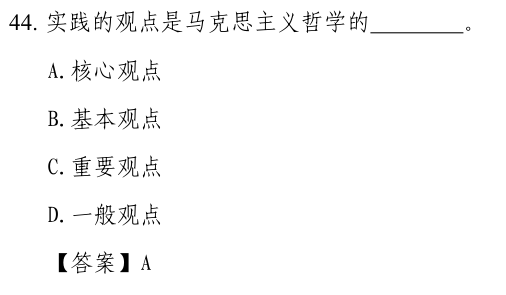 44. 实践的观点是马克思主义哲学的________。
A. 核心观点
B. 基本观点
C. 重要观点
D. 一般观点
【答案】A